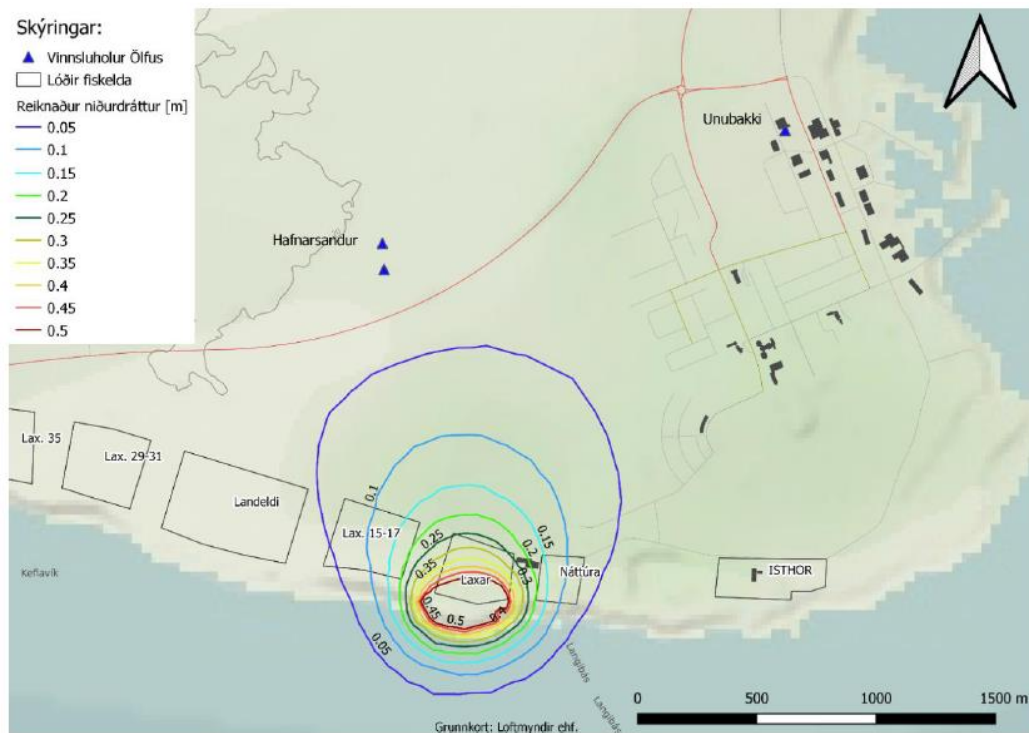 Skýringar:
Vinnsluholur Ölfus
Lóðir fiskelda
Reiknaður niðurdráttur [m]
0.05
0.1
0.15
0.2
0.25
0.3
0.35
0.4
0.45
0.5
Unubakki
Hafnarsandur
Lax. 35
Lax. 29-31
Landeldi
Lax. 15-17
0.1
0.25
0.35
0.15
0.2
0.3
Laxar
Náttúra
ISTHOR
Keflavík
0.45
0.5
0.05
Langibás
Langibás
0
500
1000
1500 m
Grunnkort: Loftmyndir ehf.